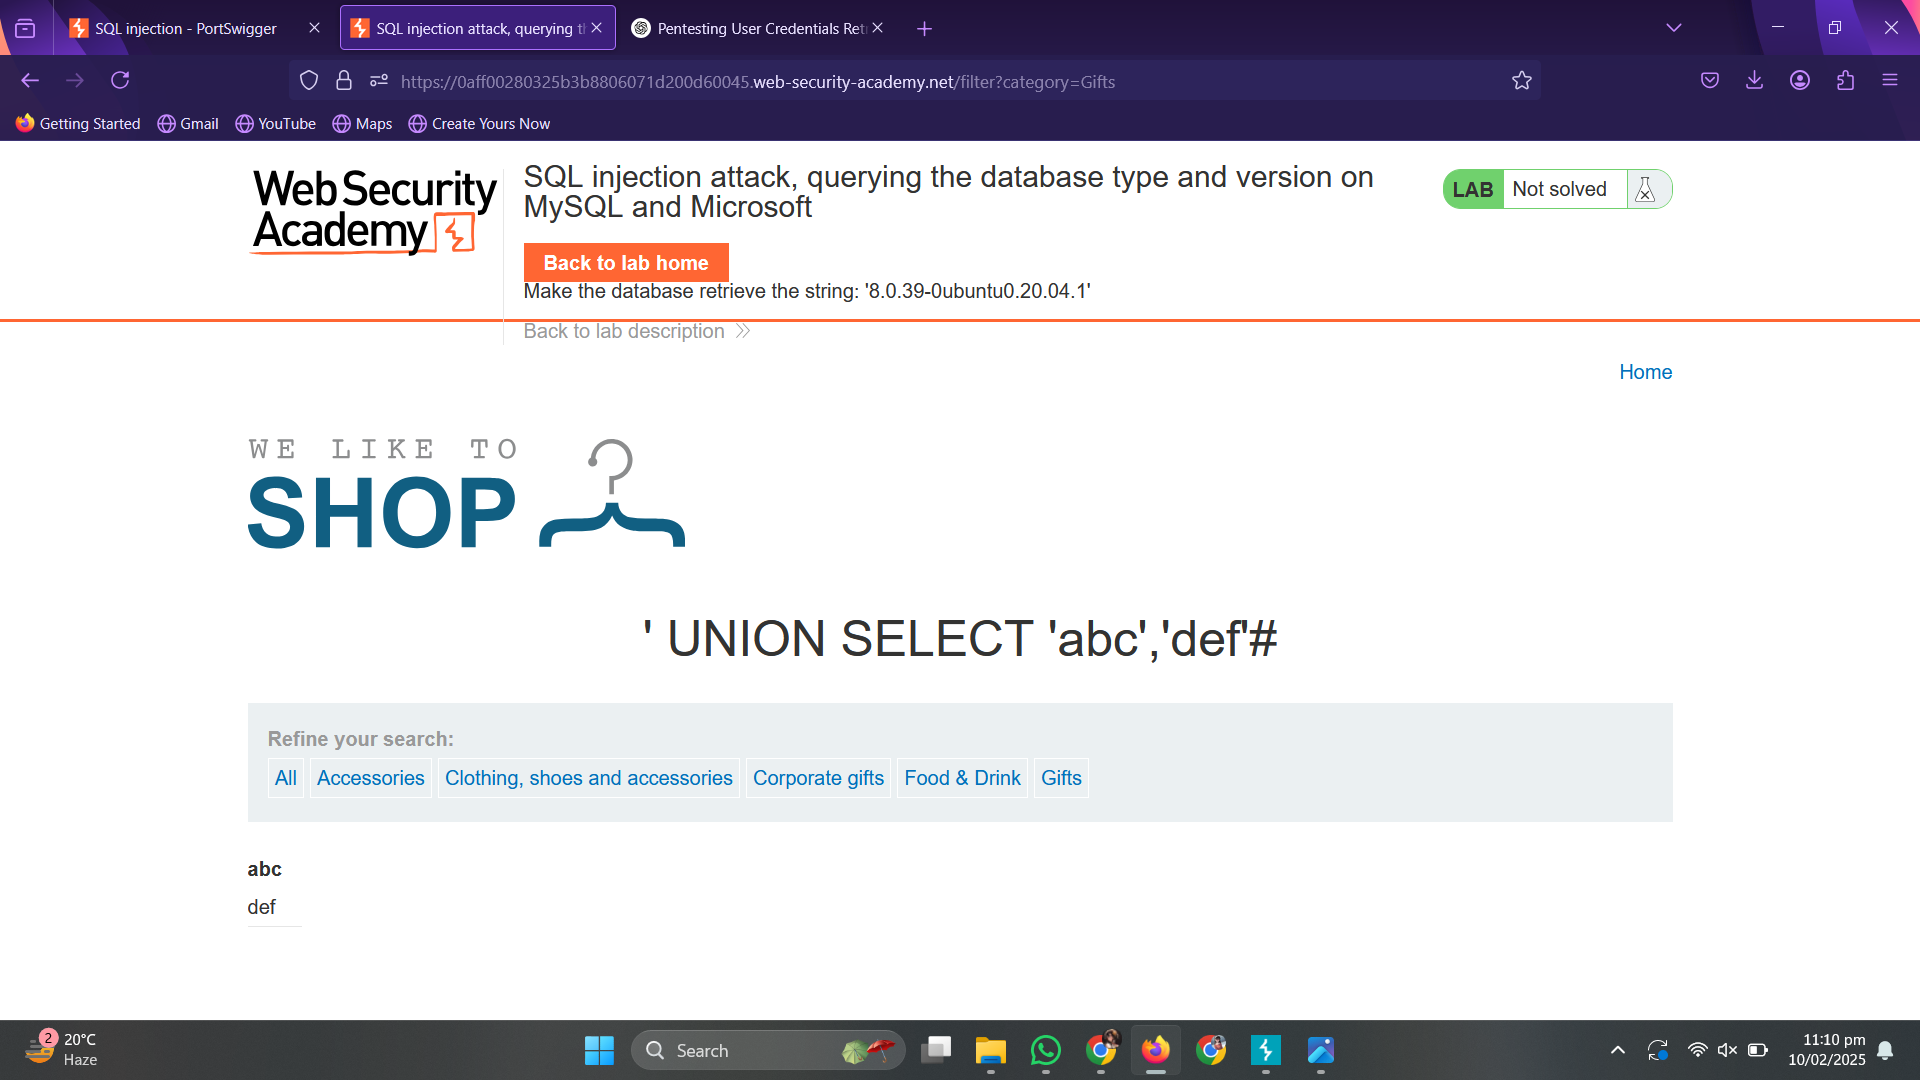 SQL injection - PortSwigger
SQL injection attack, querying th
Pentesting User Credentials Ret
https://0aff00280325b3b8806071d200d60045.web-security-academy.net/filter?category=Gifts
Getting Started
Gmail
YouTube
Maps
Create Yours Now
Web Security
Academy
SQL injection attack, querying the database type and version on
MySQL and Microsoft
LAB
Not solved
Back to lab home
Make the database retrieve the string: '8.0.39-0ubuntu0.20.04.1'
Back to lab description
Home
WE LIKE TO
SHOP
' UNION SELECT 'abc','def'#
Refine your search:
All
Accessories
Clothing, shoes and accessories
Corporate gifts
Food & Drink
Gifts
abc
def
2
20°C
Haze
Search
11:10 pm
10/02/2025